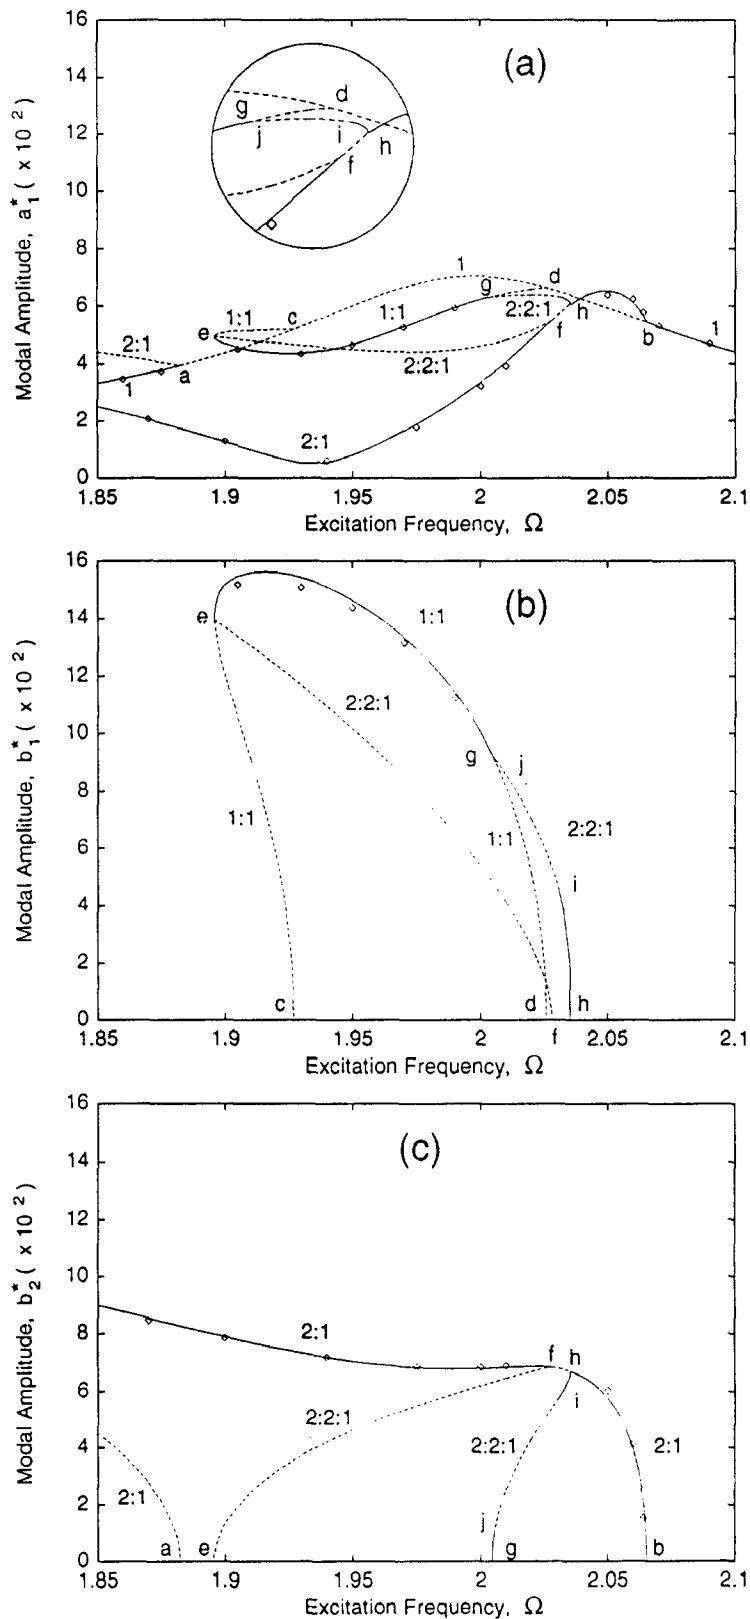 (a)
Modal Amplitude, a*1 ( x 10 2 )
16
14
12
10
8
6
4
2
0
g
d
j
i
h
f
1
g
d
1:1
c
1:1
2:2:1
h
f
e
2:1
2:2:1
b
1
a
1
2:1
1.85
1.9
1.95
2
2.05
2.1
Excitation Frequency, Ω
(b)
Modal Amplitude, b*1 ( x 10 2 )
16
14
12
10
8
6
4
2
0
e
1:1
2:2:1
g
j
1:1
1:1
2:2:1
i
c
d
h
f
1.85
1.9
1.95
2
2.05
2.1
Excitation Frequency, Ω
(c)
Modal Amplitude, b*2 ( x 10 2 )
16
14
12
10
8
6
4
2
0
2:1
f
h
2:2:1
i
2:2:1
2:1
2:1
j
a
e
g
b
1.85
1.9
1.95
2
2.05
2.1
Excitation Frequency, Ω